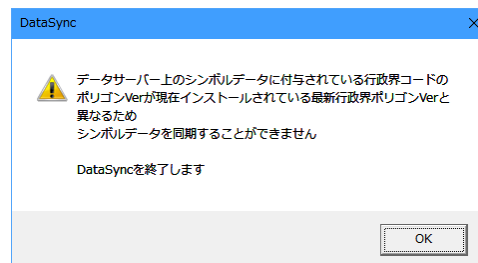 DataSync
データサーバー上のシンボルデータに付与されている行政界コードの
ポリゴンVerが現在インストールされている最新行政界ポリゴンVerと
異なるため
シンボルデータを同期することができません
DataSyncを終了します
OK